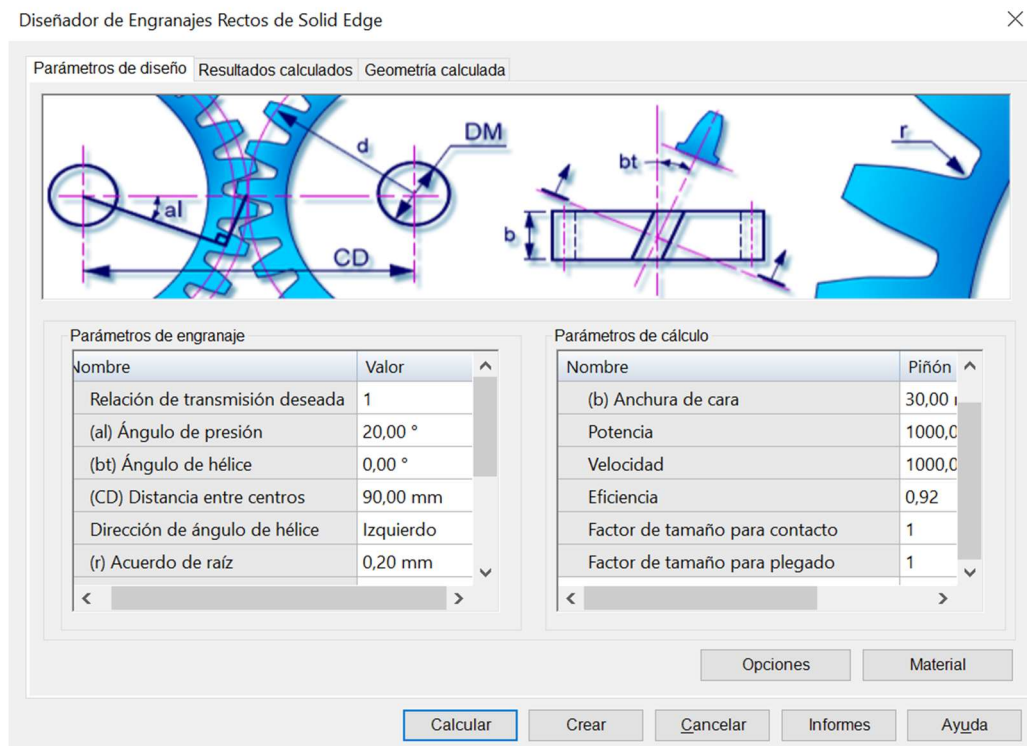 Diseñador de Engranajes Rectos de Solid Edge
Parámetros de diseño Resultados calculados Geometría calculada
al
CD
d
DM
b
bt
r
Parámetros de engranaje
Nombre Valor
Relación de transmisión deseada 1
(al) Ángulo de presión 20,00 °
(bt) Ángulo de hélice 0,00 °
(CD) Distancia entre centros 90,00 mm
Dirección de ángulo de hélice Izquierdo
(r) Acuerdo de raíz 0,20 mm
Parámetros de cálculo
Nombre Piñón
(b) Anchura de cara 30,00
Potencia 1000,0
Velocidad 1000,0
Eficiencia 0,92
Factor de tamaño para contacto 1
Factor de tamaño para plegado 1
Opciones Material
Calcular Crear Cancelar Informes Ayuda